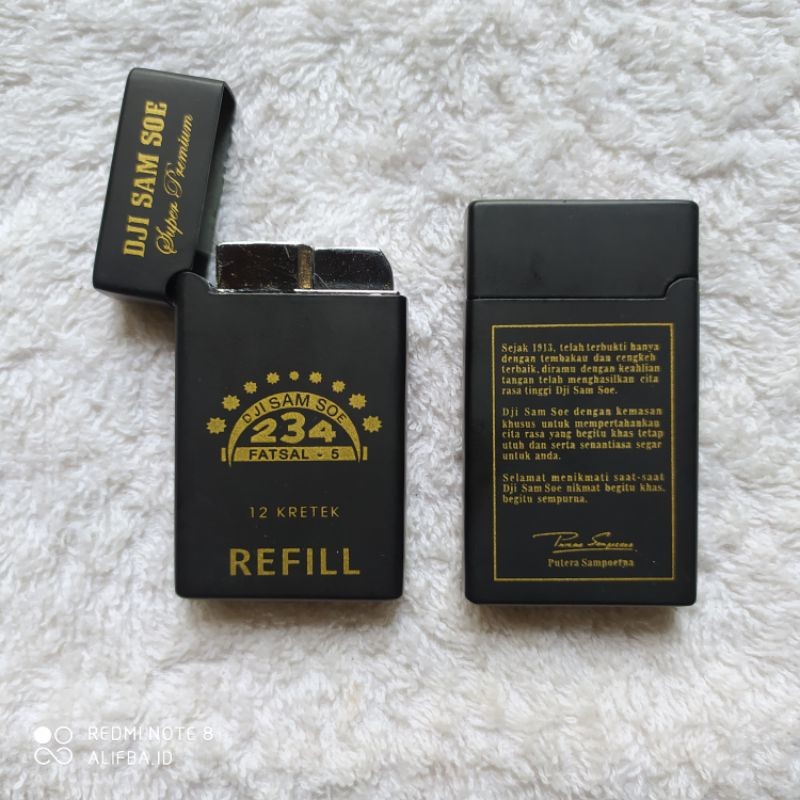 DJI SAM SOE
Super Premium
DJI SAM SOE
234
FATSAL - 5
12 KRETEK
REFILL
Sejak 1913, telah terbukti hanya
dengan tembakau dan cengkeh
terbaik, diramu dengan keahlian
tangan telah menghasilkan cita
rasa tinggi Dji Sam Soe.
Dji Sam Soe dengan kemasan
khusus untuk mempertahankan
cita rasa yang begitu khas tetap
utuh dan serta senantiasa segar
untuk anda.
Selamat menikmati saat-saat
Dji Sam Soe nikmat begitu khas,
begitu sempurna.
Putera Sampoerna
REDMI NOTE 8
ALIFBA.ID